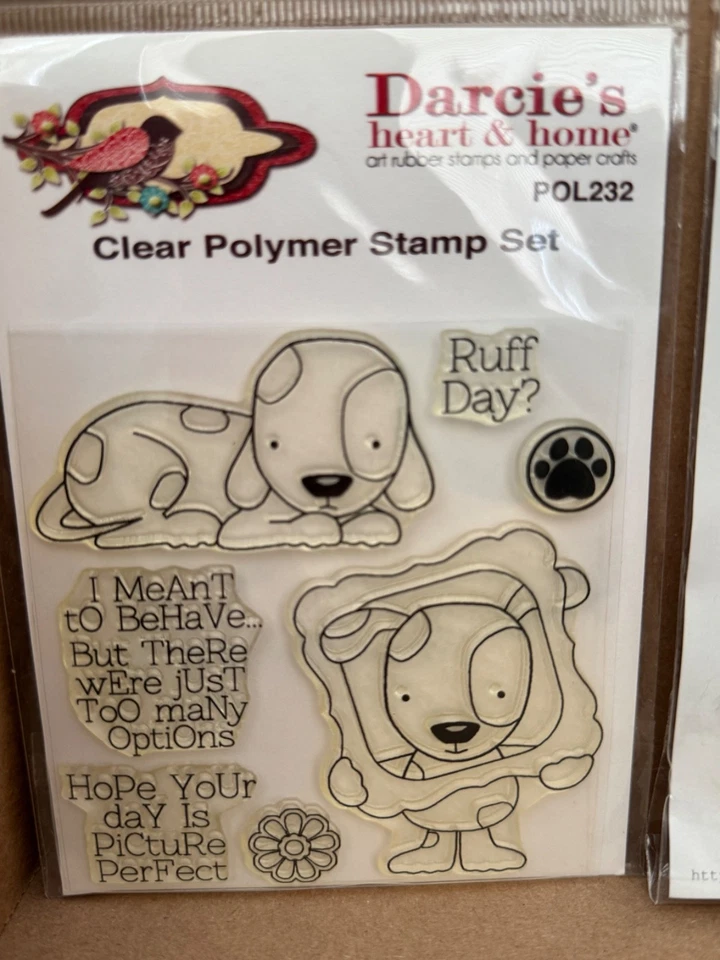 Darcie's
heart & home®
art rubber stamps and paper crafts
POL232
Clear Polymer Stamp Set
Ruff
Day?
I MeAnT
tO BeHaVe...
But TheRe
wEre jUsT
ToO maNy
OptiOns
HoPe YoUr
daY Is
PiCtuRe
PerFect
htt